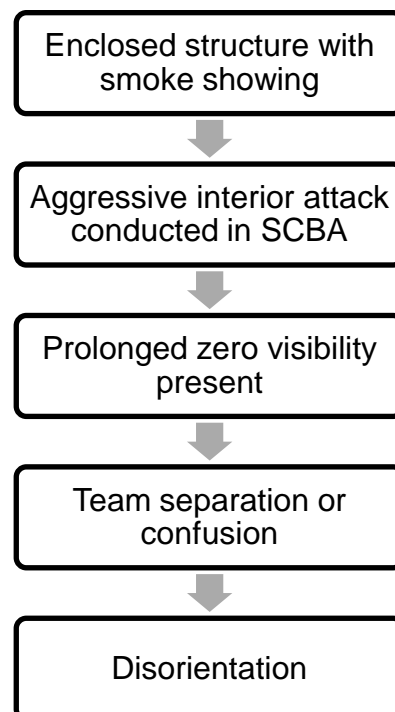 Enclosed structure with
smoke showing
Aggressive interior attack
conducted in SCBA
Prolonged zero visibility
present
Team separation or
confusion
Disorientation